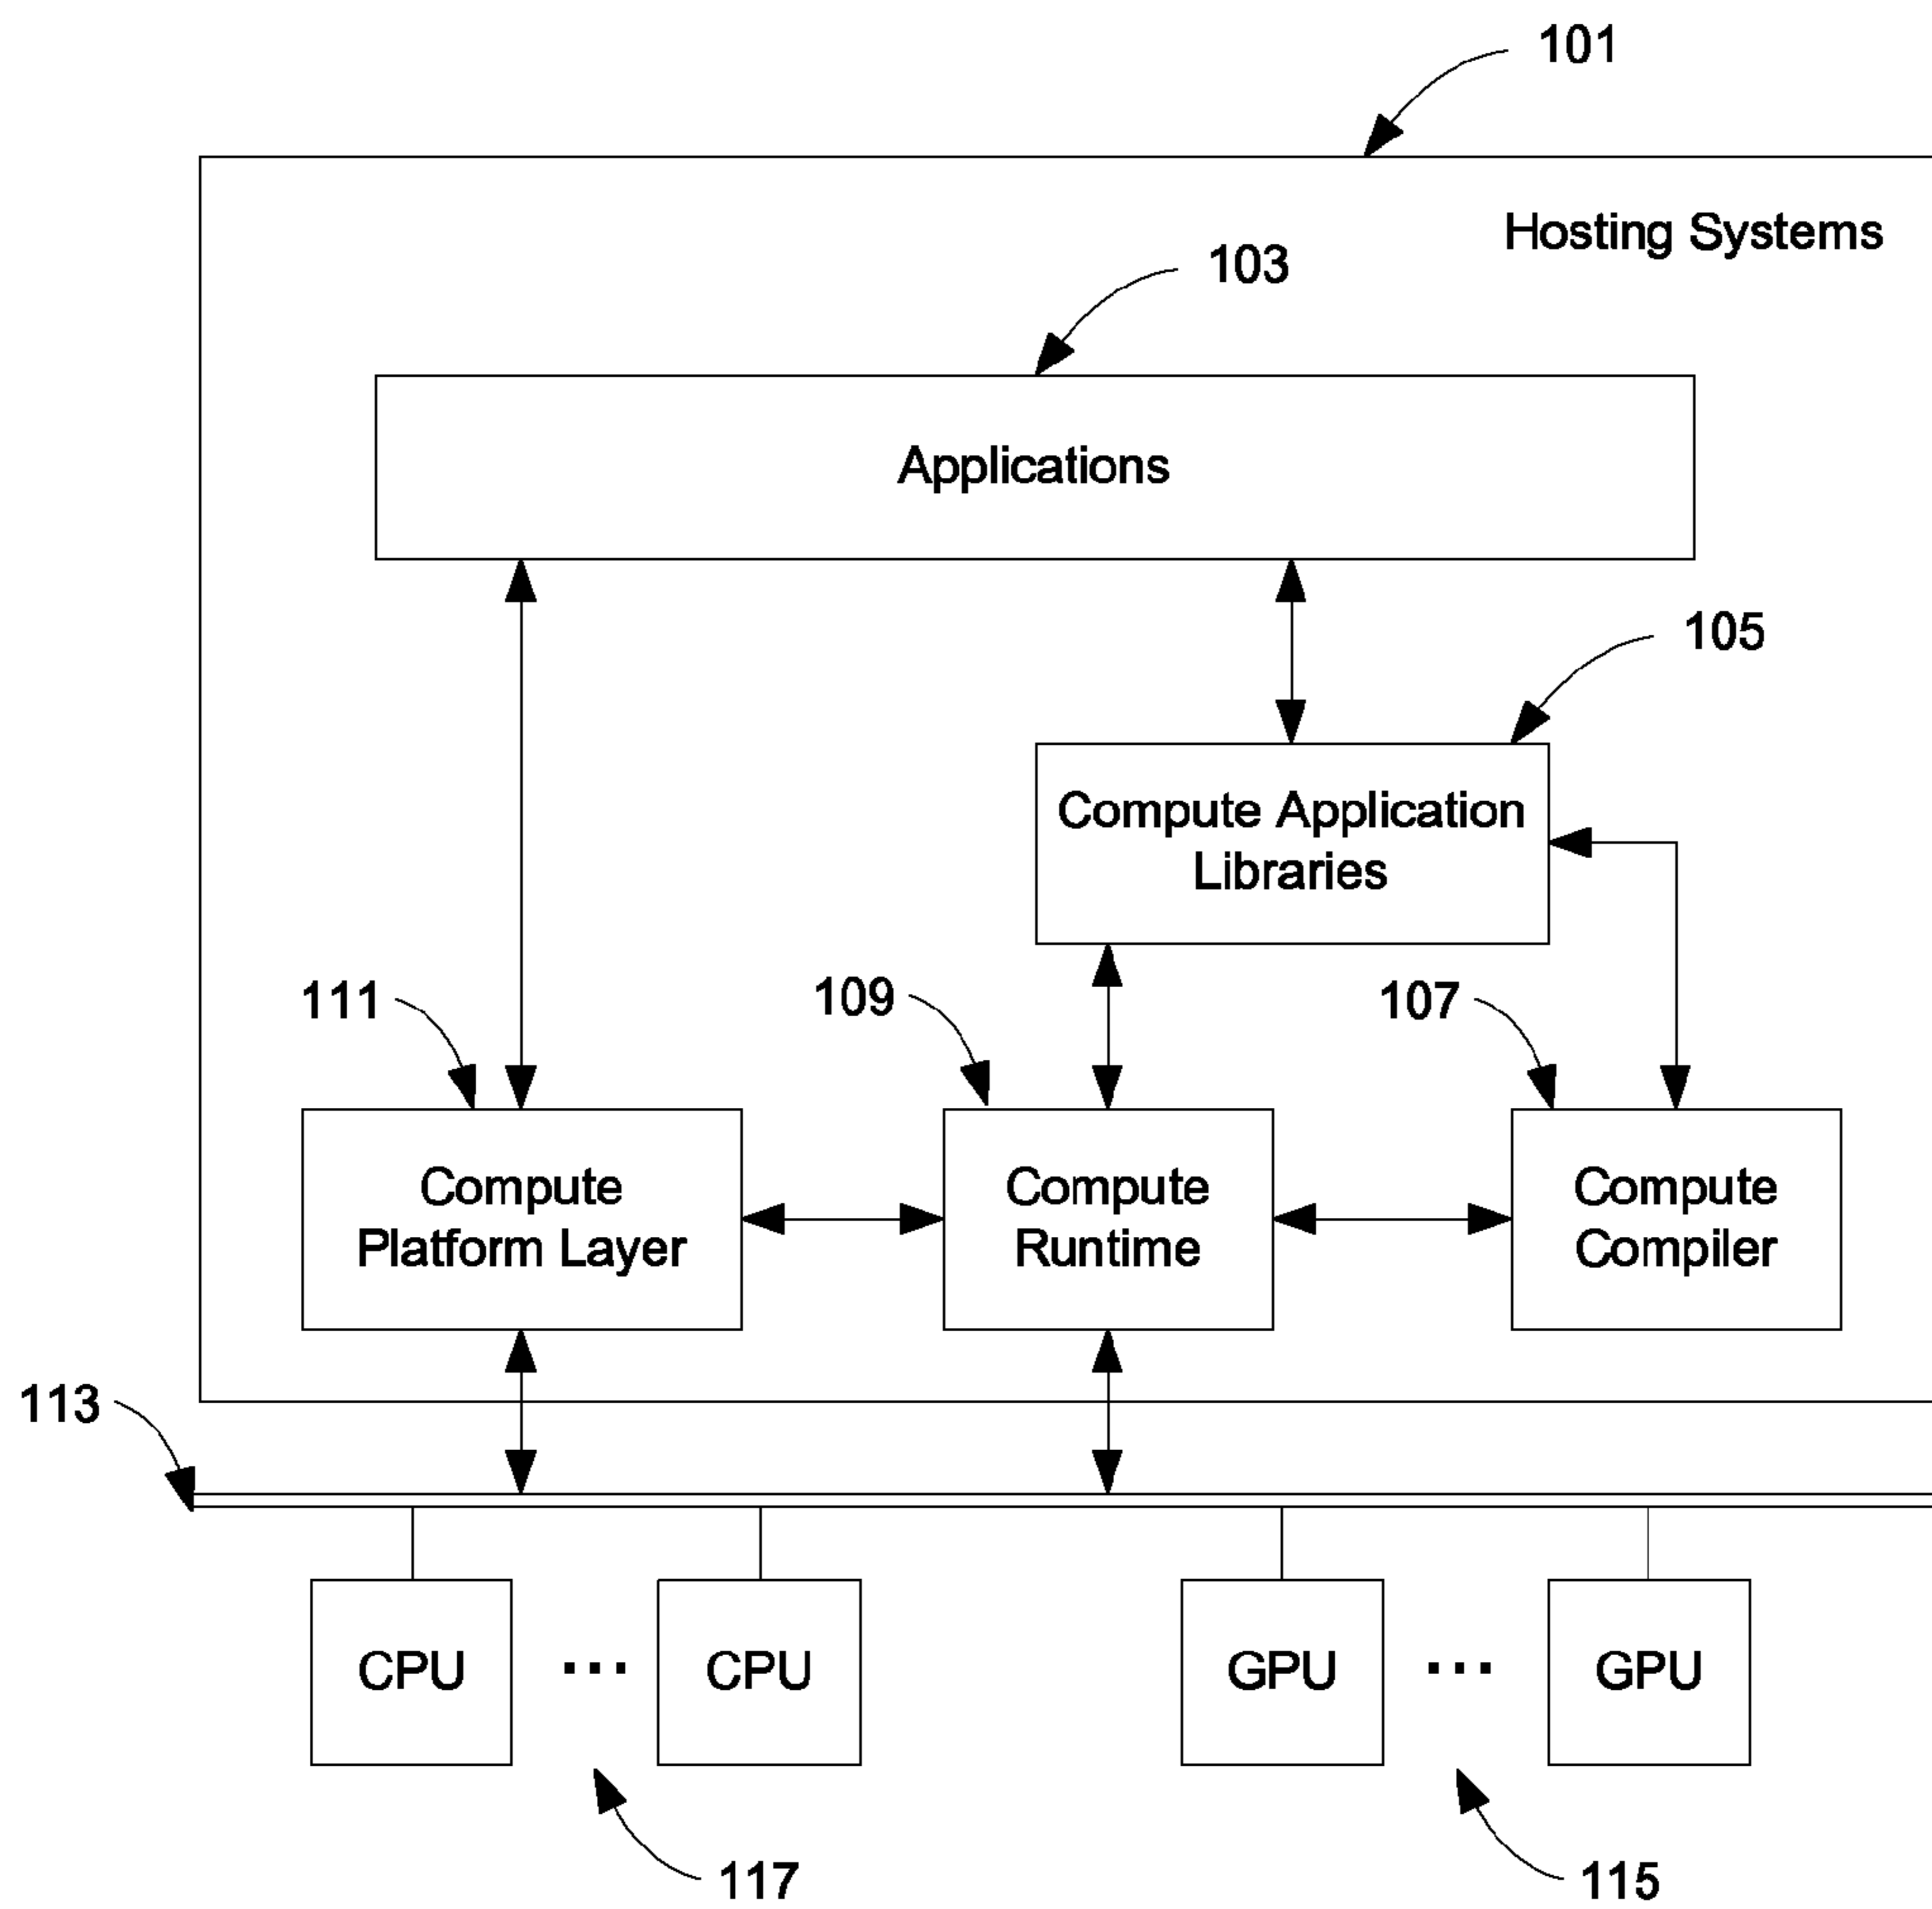 101
Hosting Systems
103
Applications
105
Compute Application
Libraries
111
109
107
Compute
Platform Layer
Compute
Runtime
Compute
Compiler
113
CPU
...
CPU
GPU
...
GPU
117
115